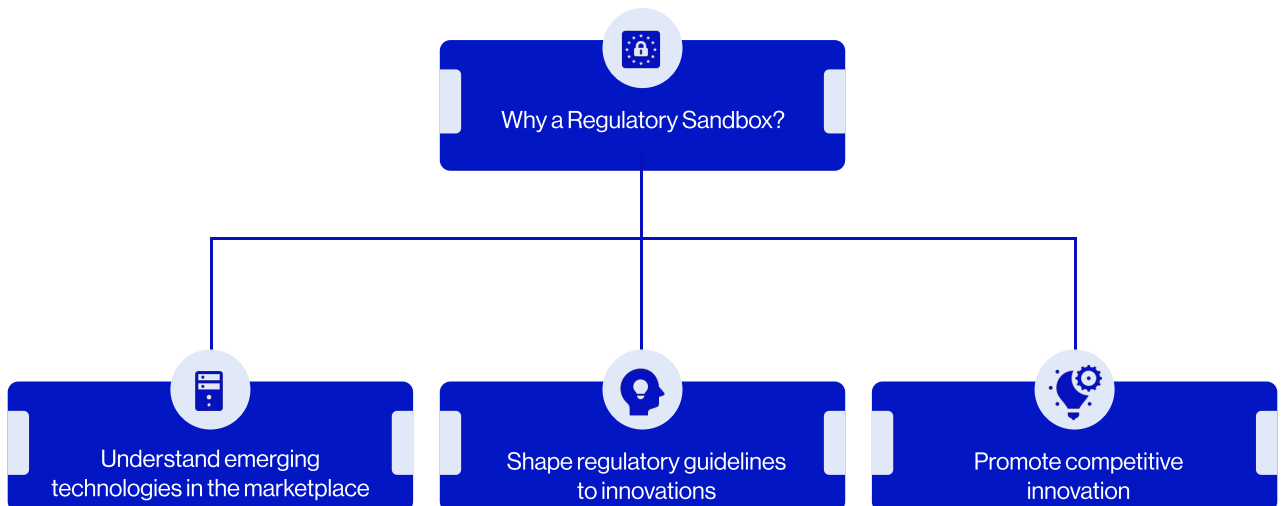 Why a Regulatory Sandbox?
Understand emerging
technologies in the marketplace
Shape regulatory guidelines
to innovations
Promote competitive
innovation